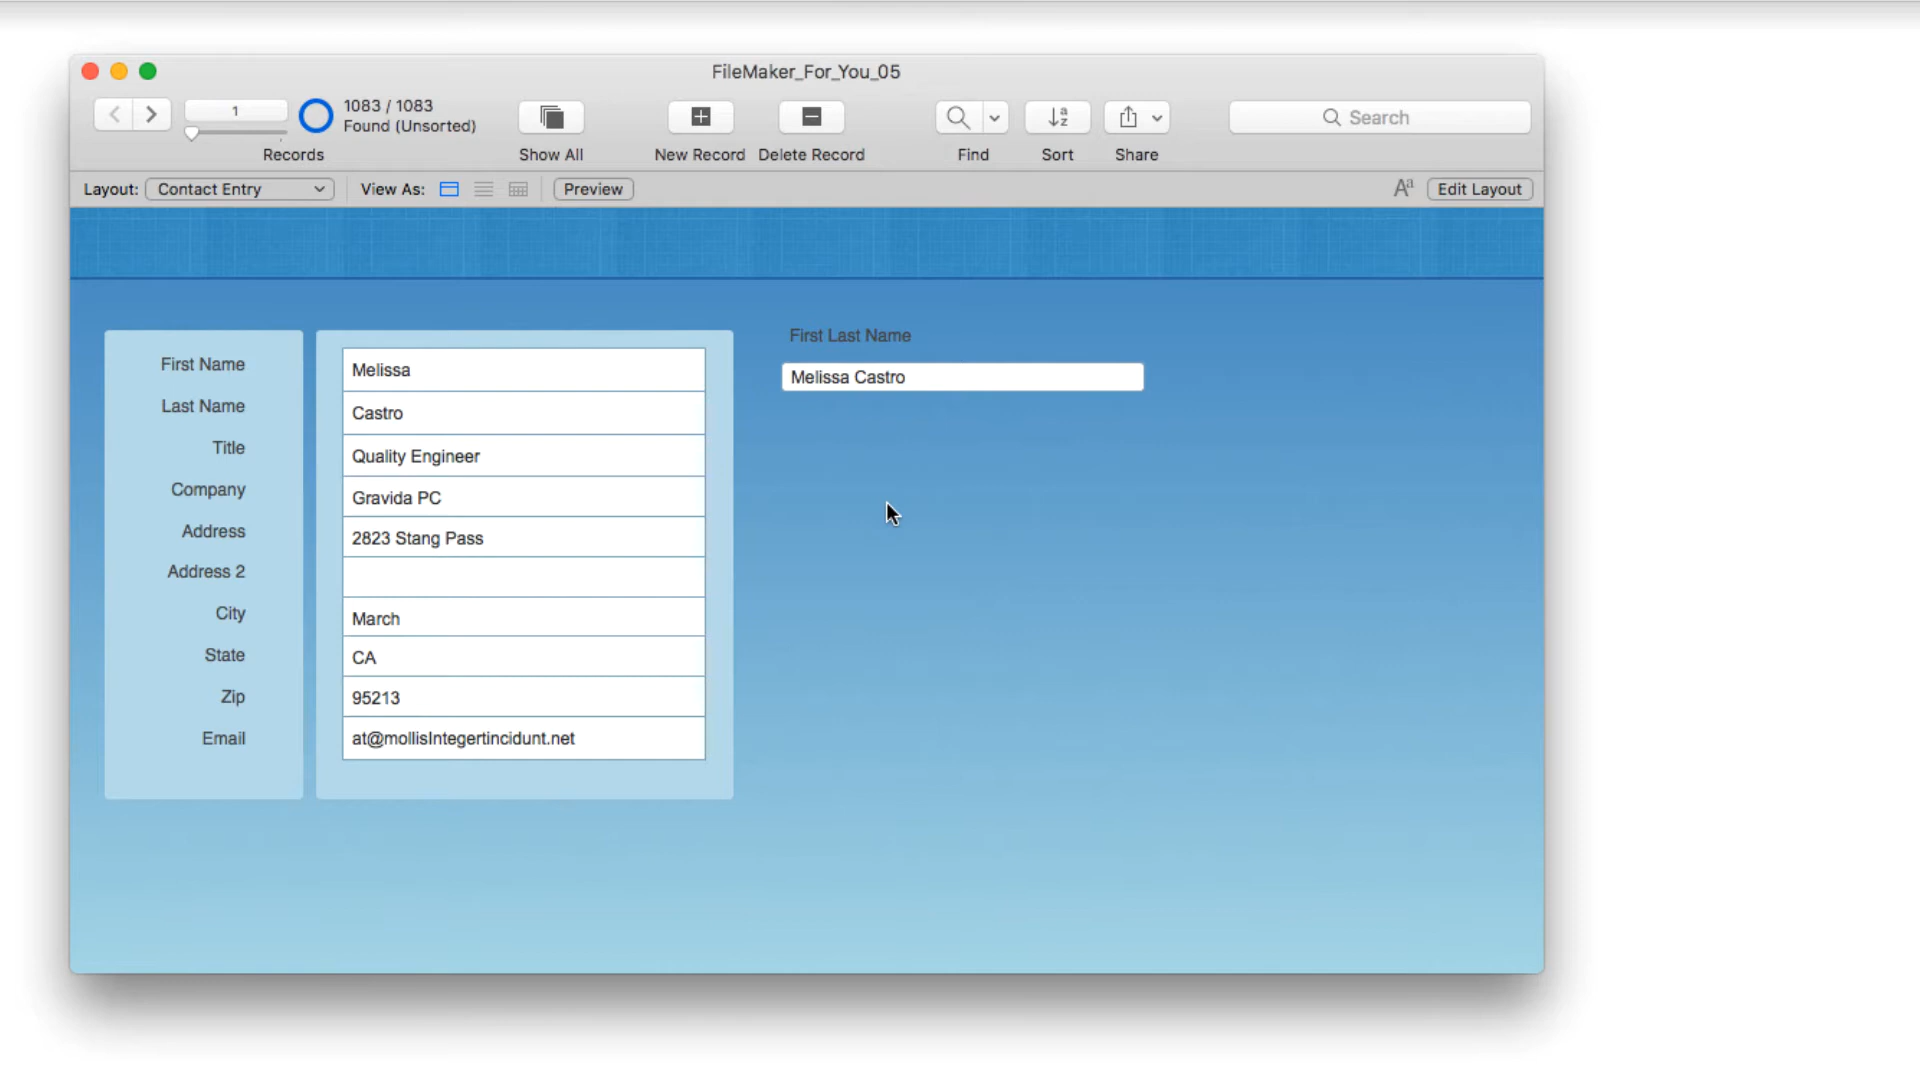 FileMaker_For_You_05
1
1083 / 1083
Found (Unsorted)
Records
Show All
New Record
Delete Record
Find
Sort
Share
Search
Layout: Contact Entry
View As:
Preview
Aa
Edit Layout
First Name Melissa
Last Name Castro
Title Quality Engineer
Company Gravida PC
Address 2823 Stang Pass
Address 2
City March
State CA
Zip 95213
Email at@mollisIntegertincidunt.net
First Last Name
Melissa Castro